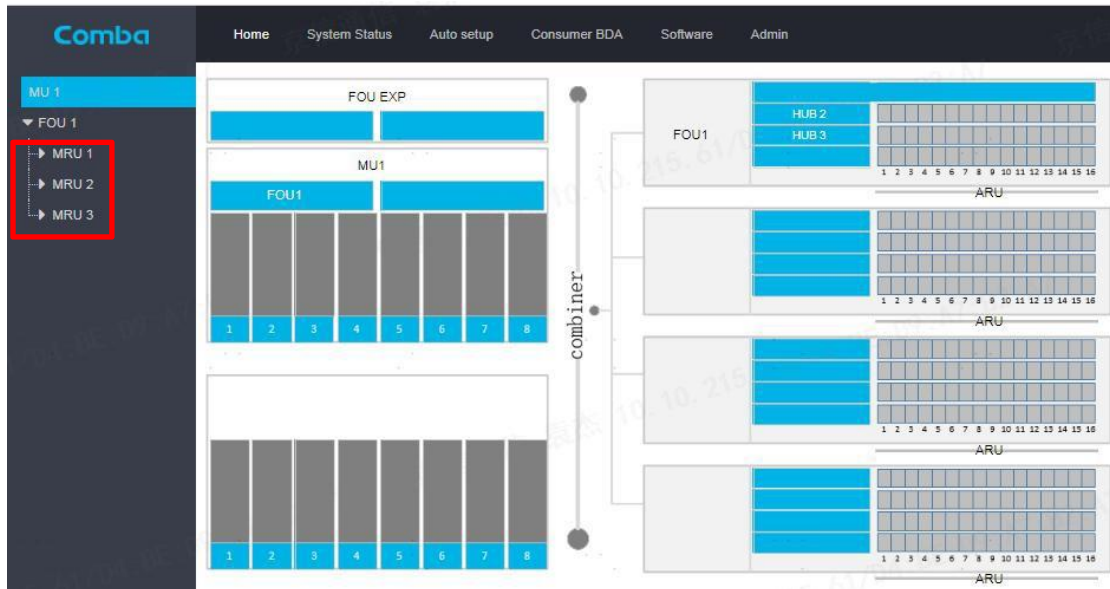 Comba
Home System Status Auto setup Consumer BDA Software Admin
MU 1
FOU 1
MRU 1
MRU 2
MRU 3
FOU EXP
MU1
FOU1
1 2 3 4 5 6 7 8
1 2 3 4 5 6 7 8
combiner
FOU1
HUB 2
HUB 3
1 2 3 4 5 6 7 8 9 10 11 12 13 14 15 16
ARU
1 2 3 4 5 6 7 8 9 10 11 12 13 14 15 16
ARU
1 2 3 4 5 6 7 8 9 10 11 12 13 14 15 16
ARU
1 2 3 4 5 6 7 8 9 10 11 12 13 14 15 16
ARU